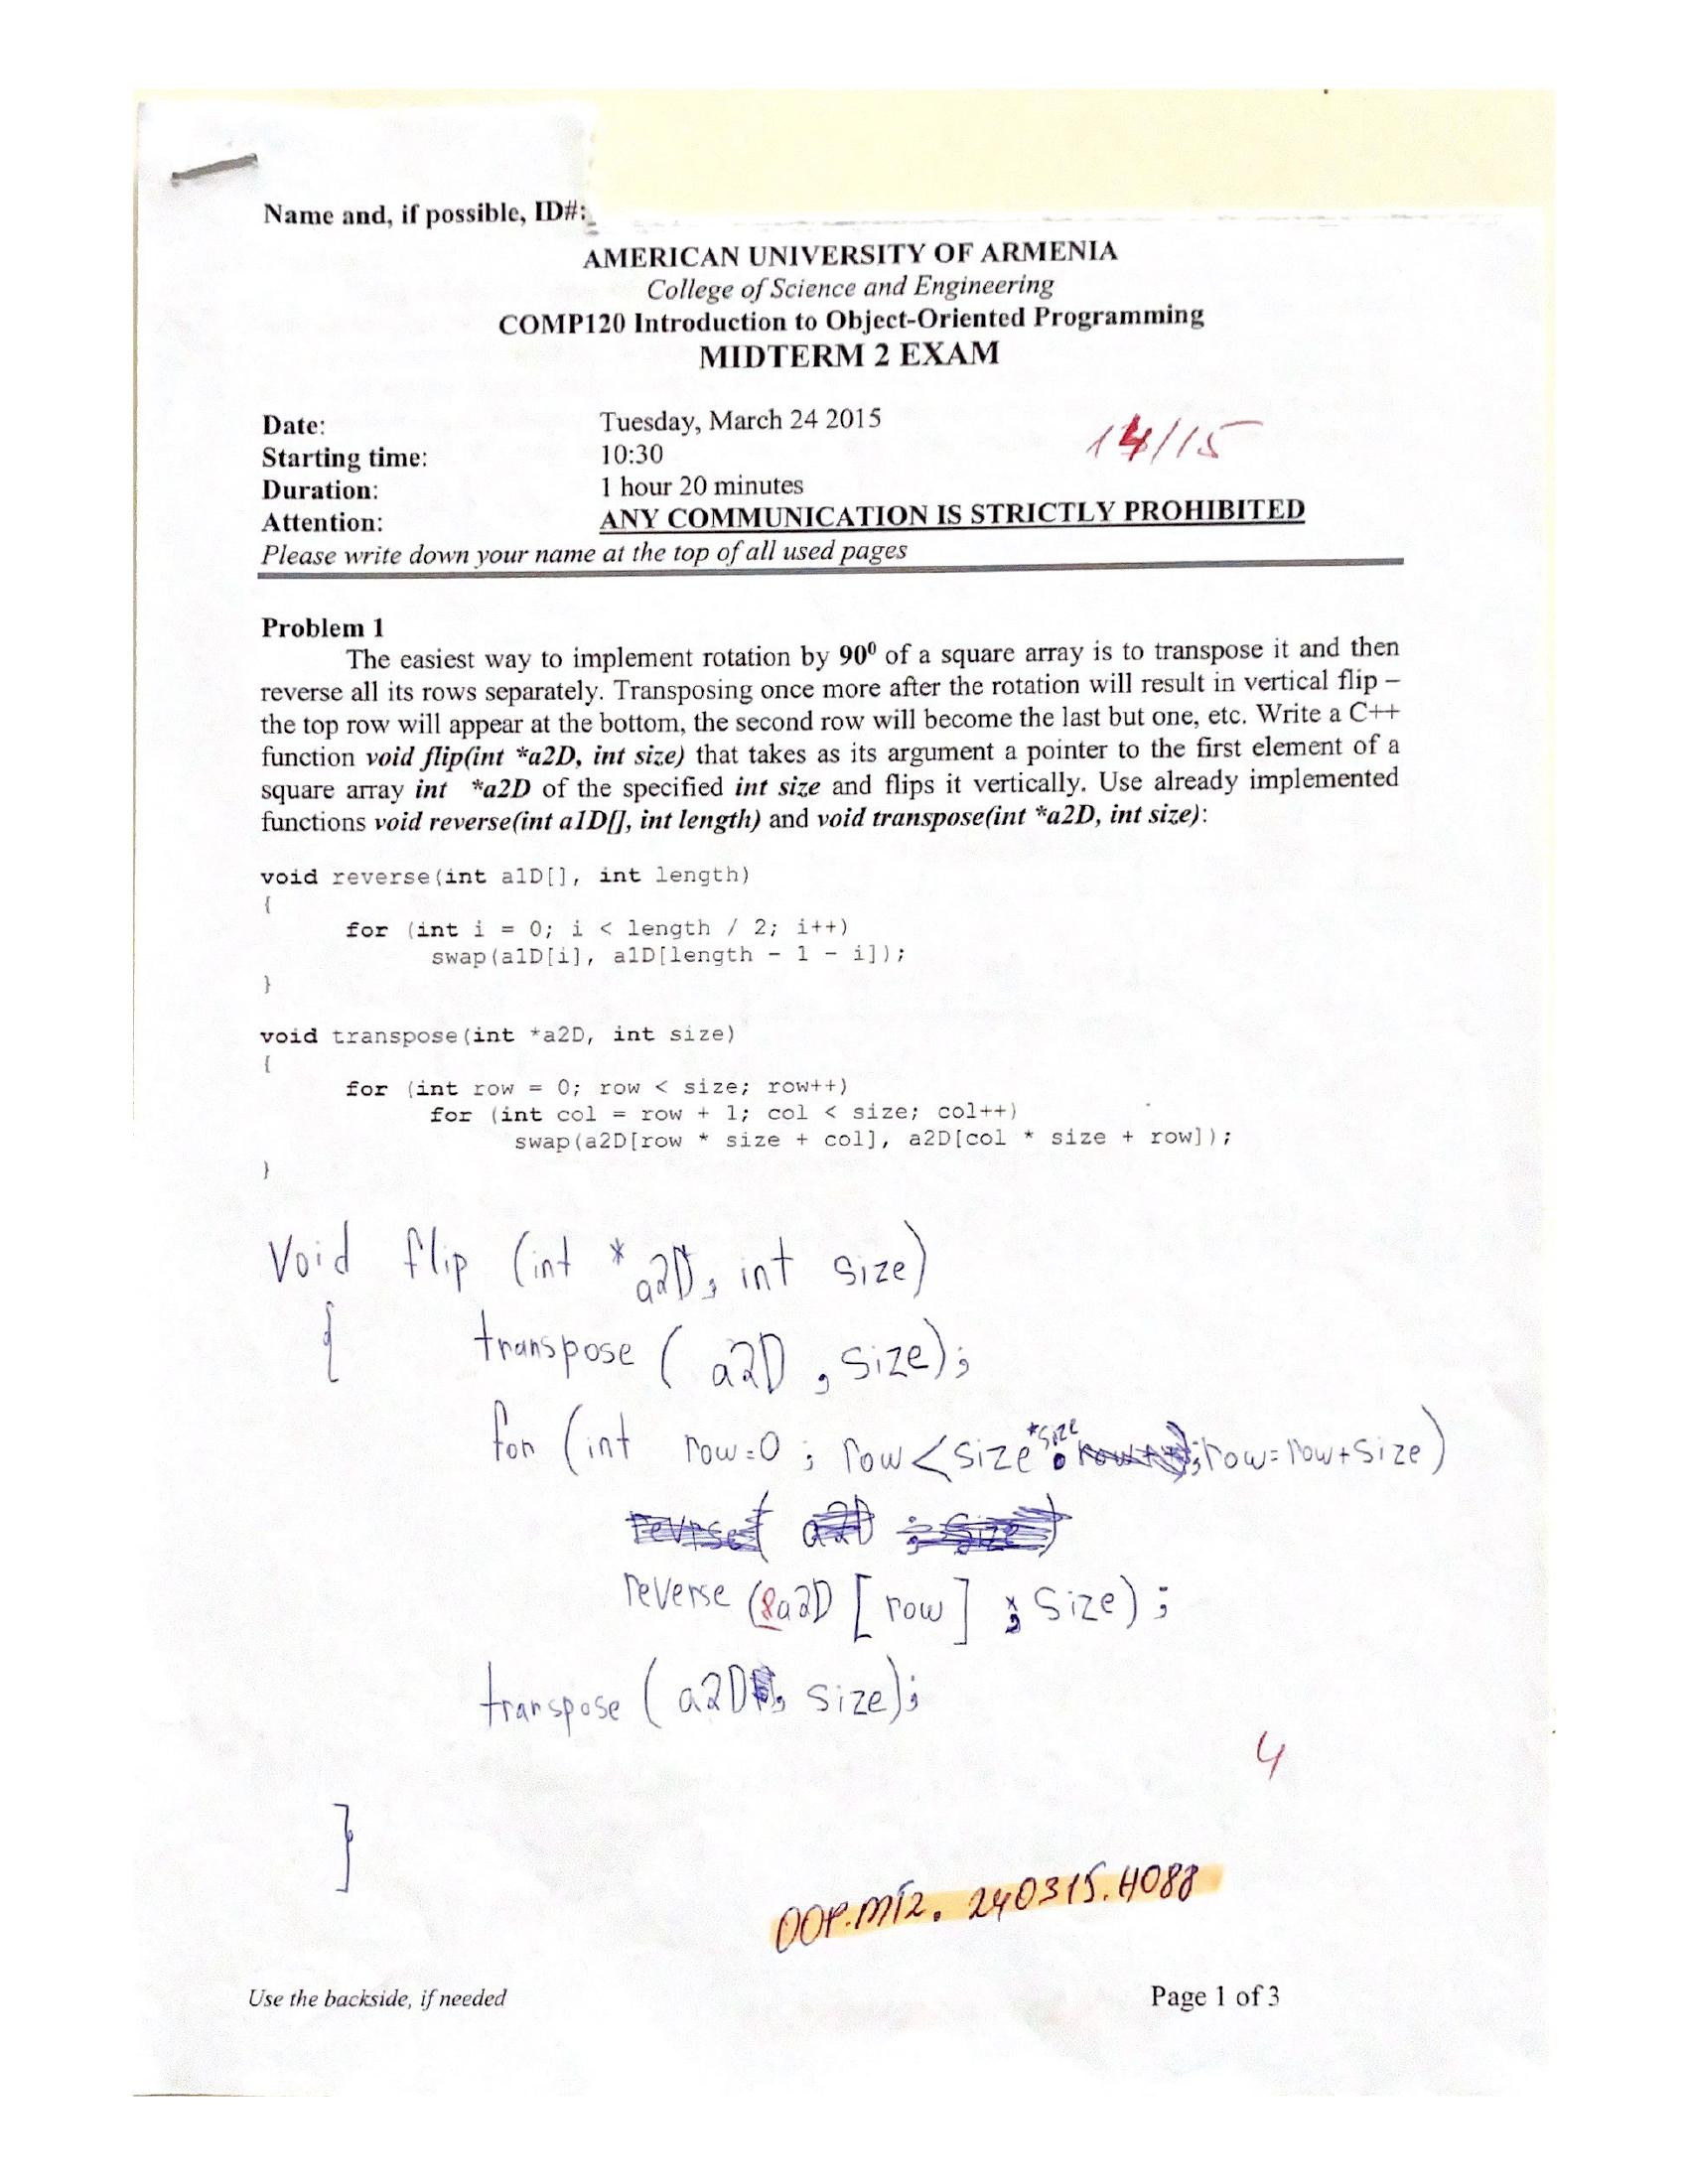 Name and, if possible, ID#:
AMERICAN UNIVERSITY OF ARMENIA
College of Science and Engineering
COMP120 Introduction to Object-Oriented Programming
MIDTERM 2 EXAM
Date: Tuesday, March 24 2015
14/15
Starting time: 10:30
Duration: 1 hour 20 minutes
Attention: ANY COMMUNICATION IS STRICTLY PROHIBITED
Please write down your name at the top of all used pages
Problem 1
The easiest way to implement rotation by 90⁰ of a square array is to transpose it and then
reverse all its rows separately. Transposing once more after the rotation will result in vertical flip –
the top row will appear at the bottom, the second row will become the last but one, etc. Write a C++
function void flip(int *a2D, int size) that takes as its argument a pointer to the first element of a
square array int *a2D of the specified int size and flips it vertically. Use already implemented
functions void reverse(int a1D[], int length) and void transpose(int *a2D, int size):
void reverse(int a1D[], int length)
{
for (int i = 0; i < length / 2; i++)
swap(a1D[i], a1D[length - 1 - i]);
}
void transpose(int *a2D, int size)
{
for (int row = 0; row < size; row++)
for (int col = row + 1; col < size; col++)
swap(a2D[row * size + col], a2D[col * size + row]);
}
Void flip (int * a2D, int size)
{ transpose ( a2D , size);
for (int row=0 ; row<size*size ;row=row+size)
reverse (&a2D [ row ] , size) ;
transpose ( a2D, size);
4
}
OOP.MT2. 240315.H088
Use the backside, if needed
Page 1 of 3